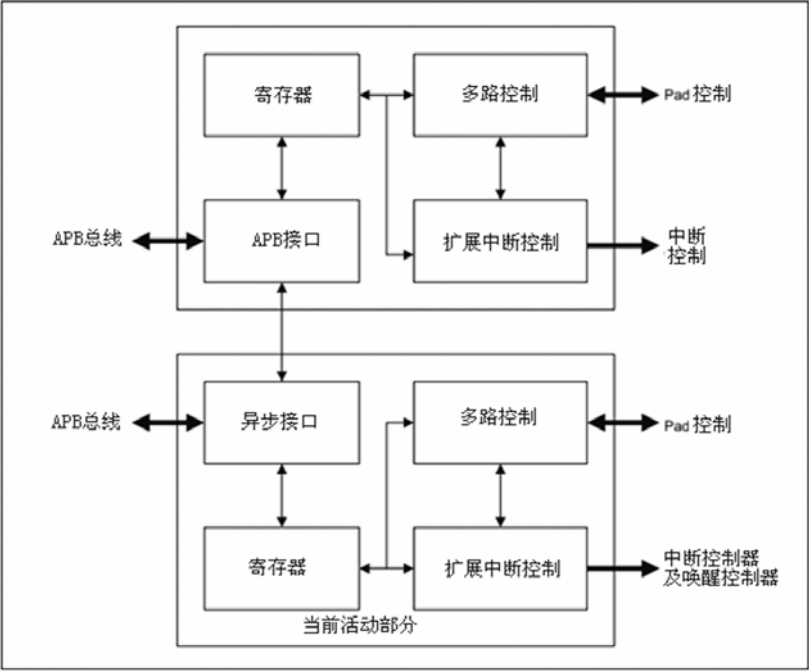 寄存器
多路控制
Pad 控制
APB总线
APB接口
扩展中断控制
中断
控制
APB总线
异步接口
多路控制
Pad 控制
寄存器
扩展中断控制
中断控制器
及唤醒控制器
当前活动部分